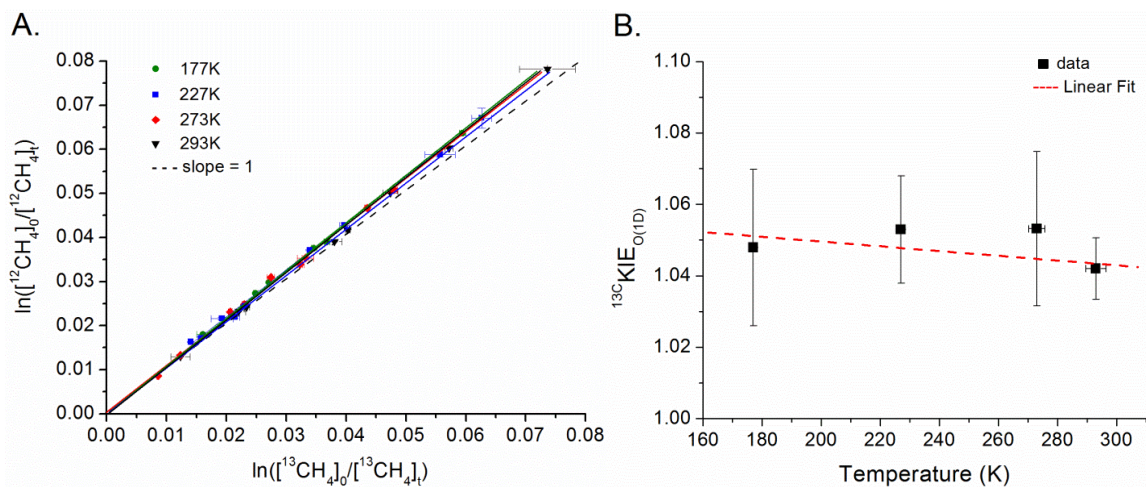 A.
ln([¹²CH₄]₀/[¹²CH₄]ₜ)
0.08
0.07
0.06
0.05
0.04
0.03
0.02
0.01
0.00
177K
227K
273K
293K
slope = 1
0.00 0.01 0.02 0.03 0.04 0.05 0.06 0.07 0.08
ln([¹³CH₄]₀/[¹³CH₄]ₜ)
B.
¹³CKIE O(1D)
1.10
1.08
1.06
1.04
1.02
1.00
data
Linear Fit
160 180 200 220 240 260 280 300
Temperature (K)